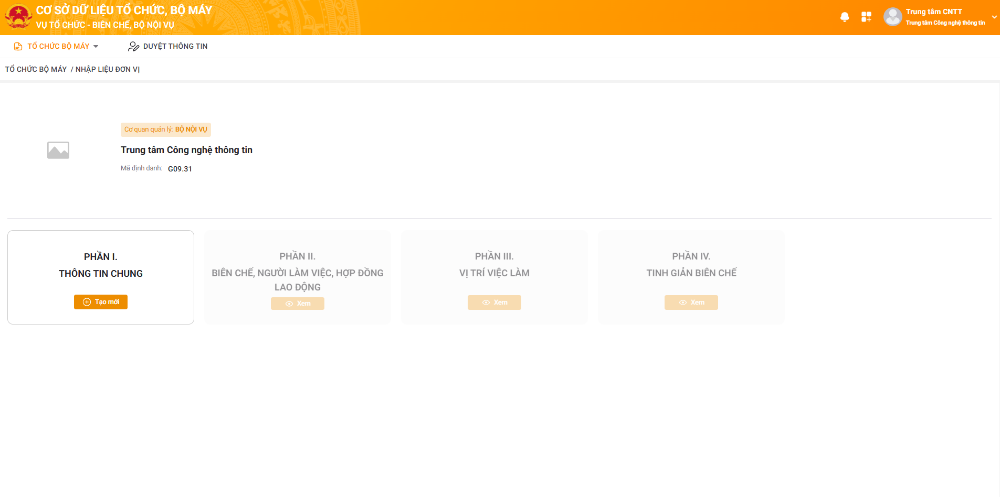 CƠ SỞ DỮ LIỆU TỔ CHỨC, BỘ MÁY
VỤ TỔ CHỨC - BIÊN CHẾ, BỘ NỘI VỤ
Trung tâm CNTT
Trung tâm Công nghệ thông tin
TỔ CHỨC BỘ MÁY
DUYỆT THÔNG TIN
TỔ CHỨC BỘ MÁY / NHẬP LIỆU ĐƠN VỊ
Cơ quan quản lý: BỘ NỘI VỤ
Trung tâm Công nghệ thông tin
Mã định danh: G09.31
PHẦN I.
THÔNG TIN CHUNG
Tạo mới
PHẦN II.
BIÊN CHẾ, NGƯỜI LÀM VIỆC, HỢP ĐỒNG
LAO ĐỘNG
Xem
PHẦN III.
VỊ TRÍ VIỆC LÀM
Xem
PHẦN IV.
TINH GIẢN BIÊN CHẾ
Xem